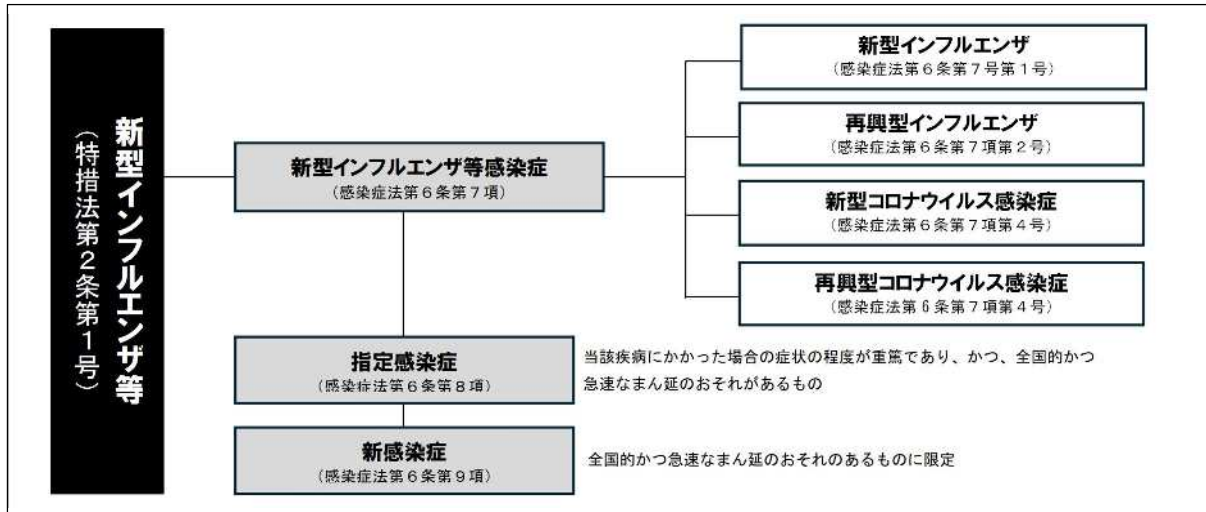 新型インフルエンザ等
（特措法第２条第１号）
新型インフルエンザ等感染症
（感染症法第６条第７項）
新型インフルエンザ
（感染症法第６条第７号第１号）
再興型インフルエンザ
（感染症法第６条第７項第２号）
新型コロナウイルス感染症
（感染症法第６条第７項第４号）
再興型コロナウイルス感染症
（感染症法第６条第７項第４号）
指定感染症
（感染症法第６条第８項）
当該疾病にかかった場合の症状の程度が重篤であり、かつ、全国的かつ
急速なまん延のおそれがあるもの
新感染症
（感染症法第６条第９項）
全国的かつ急速なまん延のおそれのあるものに限定